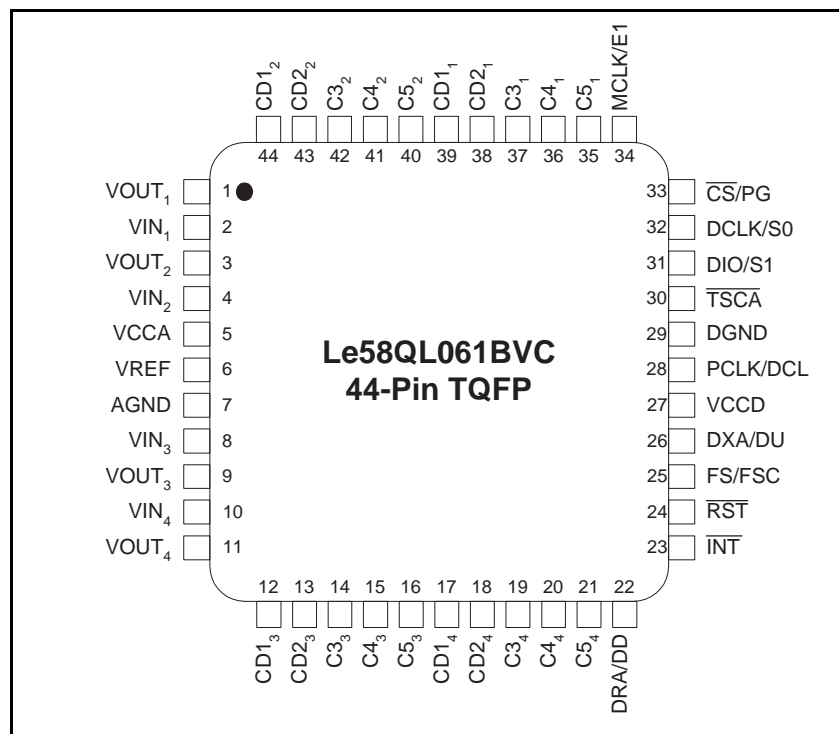 CD1₂ CD2₂ C3₂ C4₂ C5₂ CD1₁ CD2₁ C3₁ C4₁ C5₁ MCLK/E1
44 43 42 41 40 39 38 37 36 35 34
VOUT₁ 1
VIN₁ 2
VOUT₂ 3
VIN₂ 4
VCCA 5
VREF 6
AGND 7
VIN₃ 8
VOUT₃ 9
VIN₄ 10
VOUT₄ 11
Le58QL061BVC
44-Pin TQFP
33 C̅S̅/PG
32 DCLK/S0
31 DIO/S1
30 T̅S̅C̅A̅
29 DGND
28 PCLK/DCL
27 VCCD
26 DXA/DU
25 FS/FSC
24 R̅S̅T̅
23 I̅N̅T̅
12 13 14 15 16 17 18 19 20 21 22
CD1₃ CD2₃ C3₃ C4₃ C5₃ CD1₄ CD2₄ C3₄ C4₄ C5₄ DRA/DD